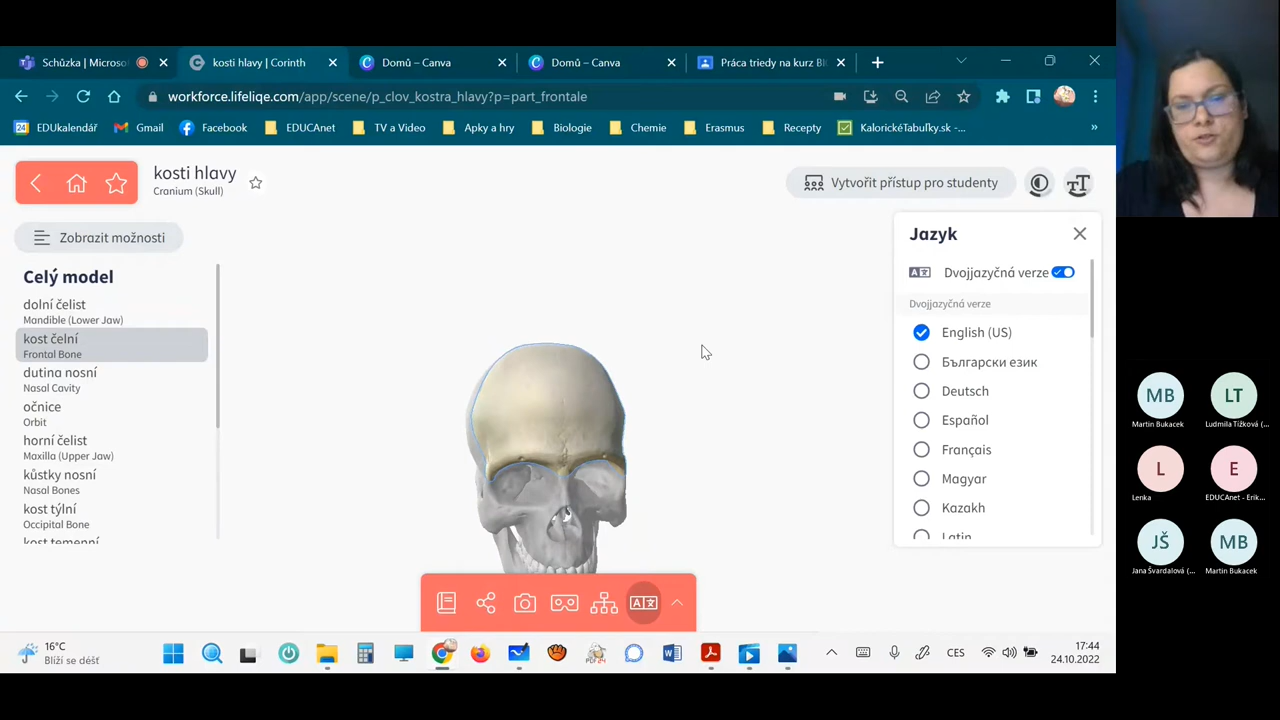 Schůzka | Microso
kosti hlavy | Corinth
Domů – Canva
Domů – Canva
Práca triedy na kurz BI
workforce.lifeliqe.com/app/scene/p_clov_kostra_hlavy?p=part_frontale
24
EDUkalendář
Gmail
Facebook
EDUCAnet
TV a Video
Apky a hry
Biologie
Chemie
Erasmus
Recepty
KalorickéTabuľky.sk -...
»
kosti hlavy
Cranium (Skull)
Vytvořit přístup pro studenty
Zobrazit možnosti
Celý model
dolní čelist
Mandible (Lower Jaw)
kost čelní
Frontal Bone
dutina nosní
Nasal Cavity
očnice
Orbit
horní čelist
Maxilla (Upper Jaw)
kůstky nosní
Nasal Bones
kost týlní
Occipital Bone
kost temenní
Jazyk
Dvojjazyčná verze
Dvojjazyčná verze
English (US)
Български език
Deutsch
Español
Français
Magyar
Kazakh
Latin
MB
Martin Bukacek
LT
Ludmila Tížková (...
L
Lenka
E
EDUCAnet - Erik...
JŠ
Jana Švardalová (...
MB
Martin Bukacek
16°C
Blíží se déšť
CES
17:44
24.10.2022